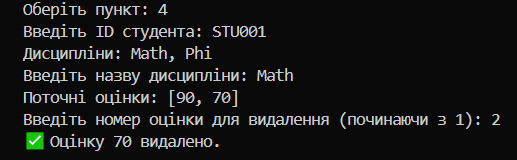 Оберіть пункт: 4
Введіть ID студента: STU001
Дисципліни: Math, Phi
Введіть назву дисципліни: Math
Поточні оцінки: [90, 70]
Введіть номер оцінки для видалення (починаючи з 1): 2
✅ Оцінку 70 видалено.